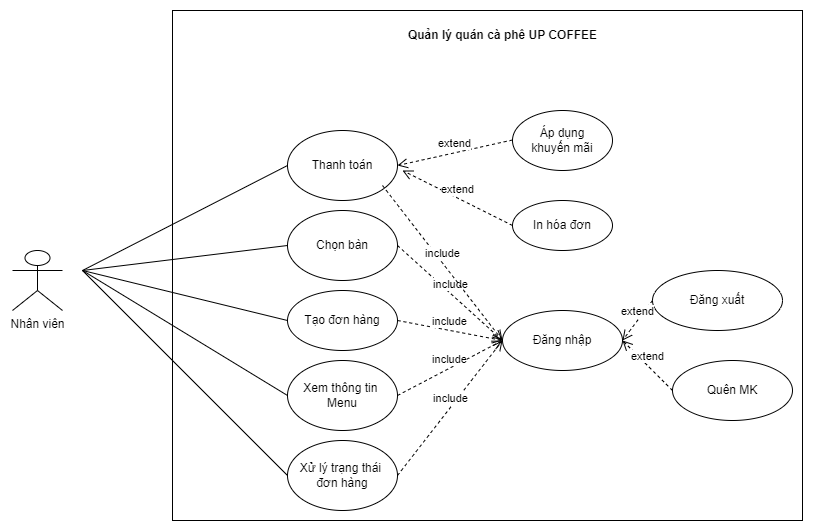 Quản lý quán cà phê UP COFFEE
Áp dụng
khuyến mãi
extend
Thanh toán
extend
In hóa đơn
Chọn bàn
include
include
Đăng xuất
Nhân viên
Tạo đơn hàng
include
extend
Đăng nhập
include
extend
Xem thông tin
Menu
include
Quên MK
Xử lý trạng thái
đơn hàng